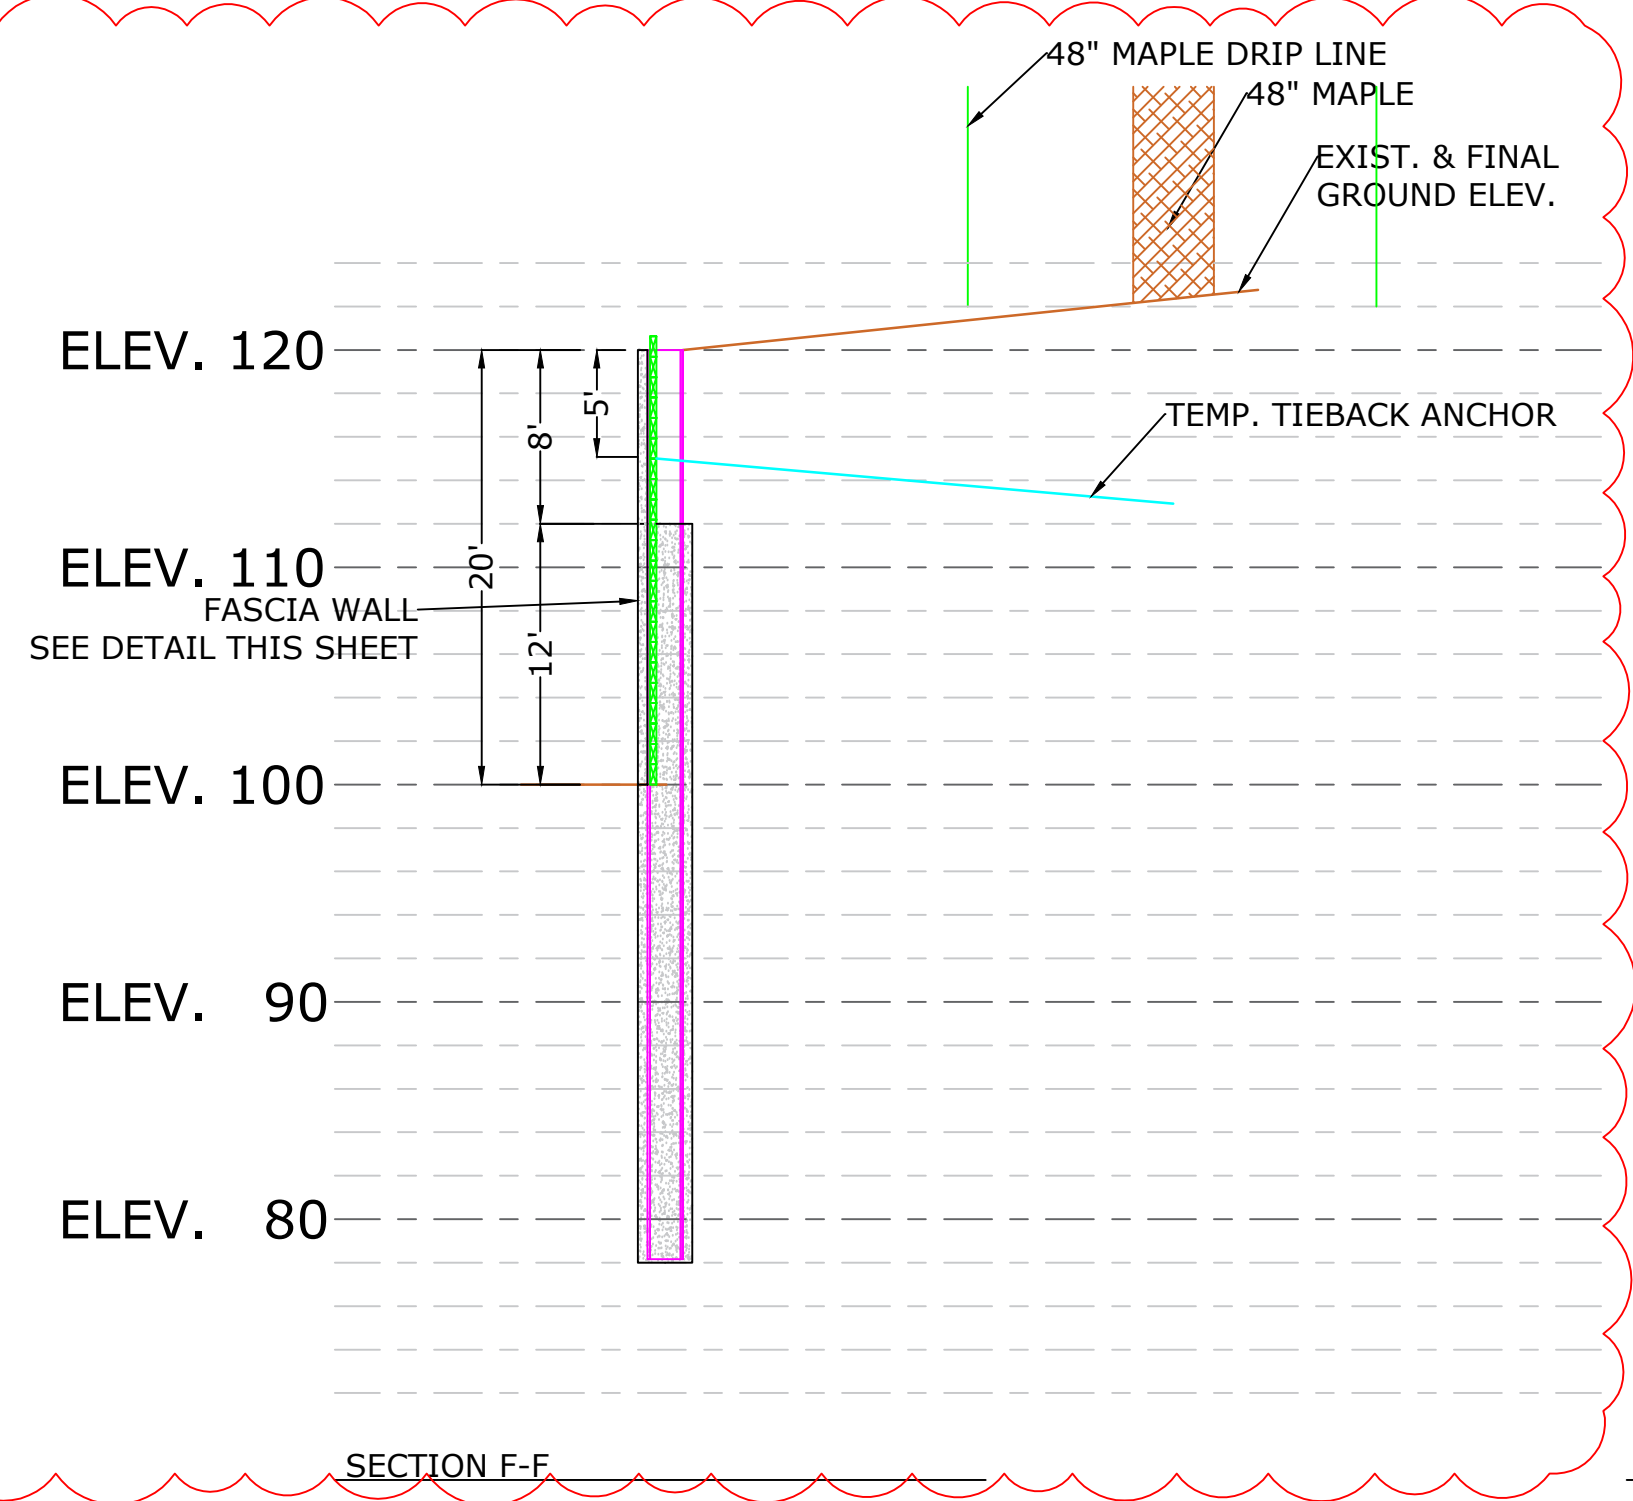 48" MAPLE DRIP LINE
48" MAPLE
EXIST. & FINAL
GROUND ELEV.
ELEV. 120
5'
8'
TEMP. TIEBACK ANCHOR
ELEV. 110
20'
FASCIA WALL
SEE DETAIL THIS SHEET
12'
ELEV. 100
ELEV. 90
ELEV. 80
SECTION F-F